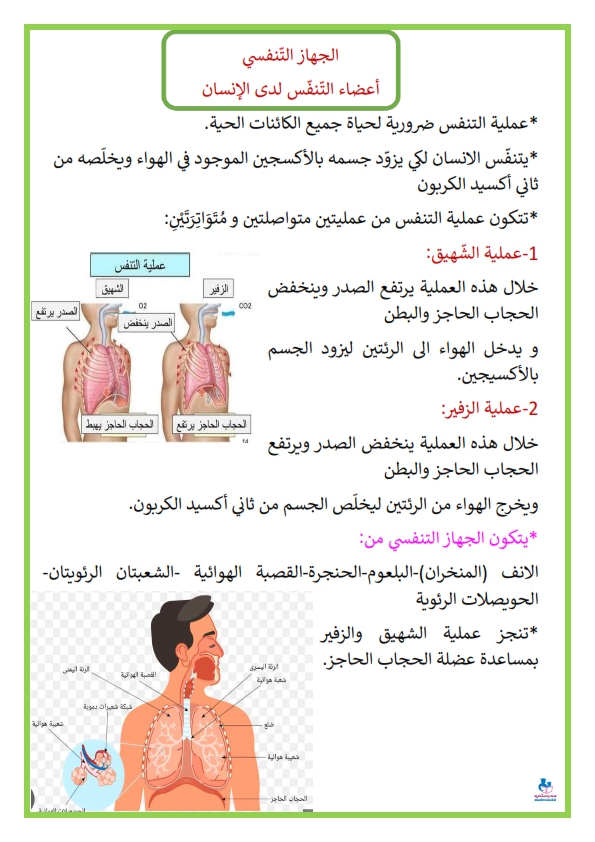 الجهاز التّنفسي
أعضاء التّنفّس لدى الإنسان
*عملية التنفس ضرورية لحياة جميع الكائنات الحية.
*يتنفّس الانسان لكي يزوّد جسمه بالأكسجين الموجود في الهواء ويخلّصه من
ثاني أكسيد الكربون
*تتكون عملية التنفس من عمليتين متواصلتين و مُتَوَاتِرَتَيْنِ:
1-عملية الشّهيق:
خلال هذه العملية يرتفع الصدر وينخفض
الحجاب الحاجز والبطن
و يدخل الهواء الى الرئتين ليزود الجسم
بالأكسيجين.
2-عملية الزفير:
خلال هذه العملية ينخفض الصدر ويرتفع
الحجاب الحاجز والبطن
عملية التنفس
الزفير
الشهيق
CO2
O2
الصدر ينخفض
الصدر يرتفع
الحجاب الحاجز يرتفع
الحجاب الحاجز يهبط
14
ويخرج الهواء من الرئتين ليخلّص الجسم من ثاني أكسيد الكربون.
*يتكون الجهاز التنفسي من:
الانف (المنخران)-البلعوم-الحنجرة-القصبة الهوائية -الشعبتان الرئويتان-
الحويصلات الرئوية
*تنجز عملية الشهيق والزفير
بمساعدة عضلة الحجاب الحاجز.
الرئة اليسرى
شعبة هوائية
ضلع
شعيبة هوائية
الحجاب الحاجز
الرئة اليمنى
القصبة الهوائية
شبكة شعيرات دموية
شعيبة هوائية
مدرستي